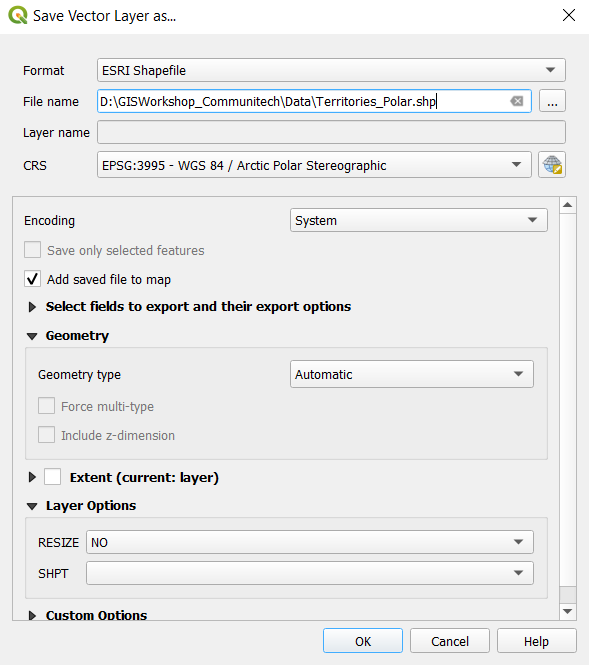 Save Vector Layer as...
Format ESRI Shapefile
File name D:\GISWorkshop_Communitech\Data\Territories_Polar.shp ...
Layer name
CRS EPSG:3995 - WGS 84 / Arctic Polar Stereographic
Encoding System
Save only selected features
Add saved file to map
Select fields to export and their export options
Geometry
Geometry type Automatic
Force multi-type
Include z-dimension
Extent (current: layer)
Layer Options
RESIZE NO
SHPT
Custom Options
OK Cancel Help